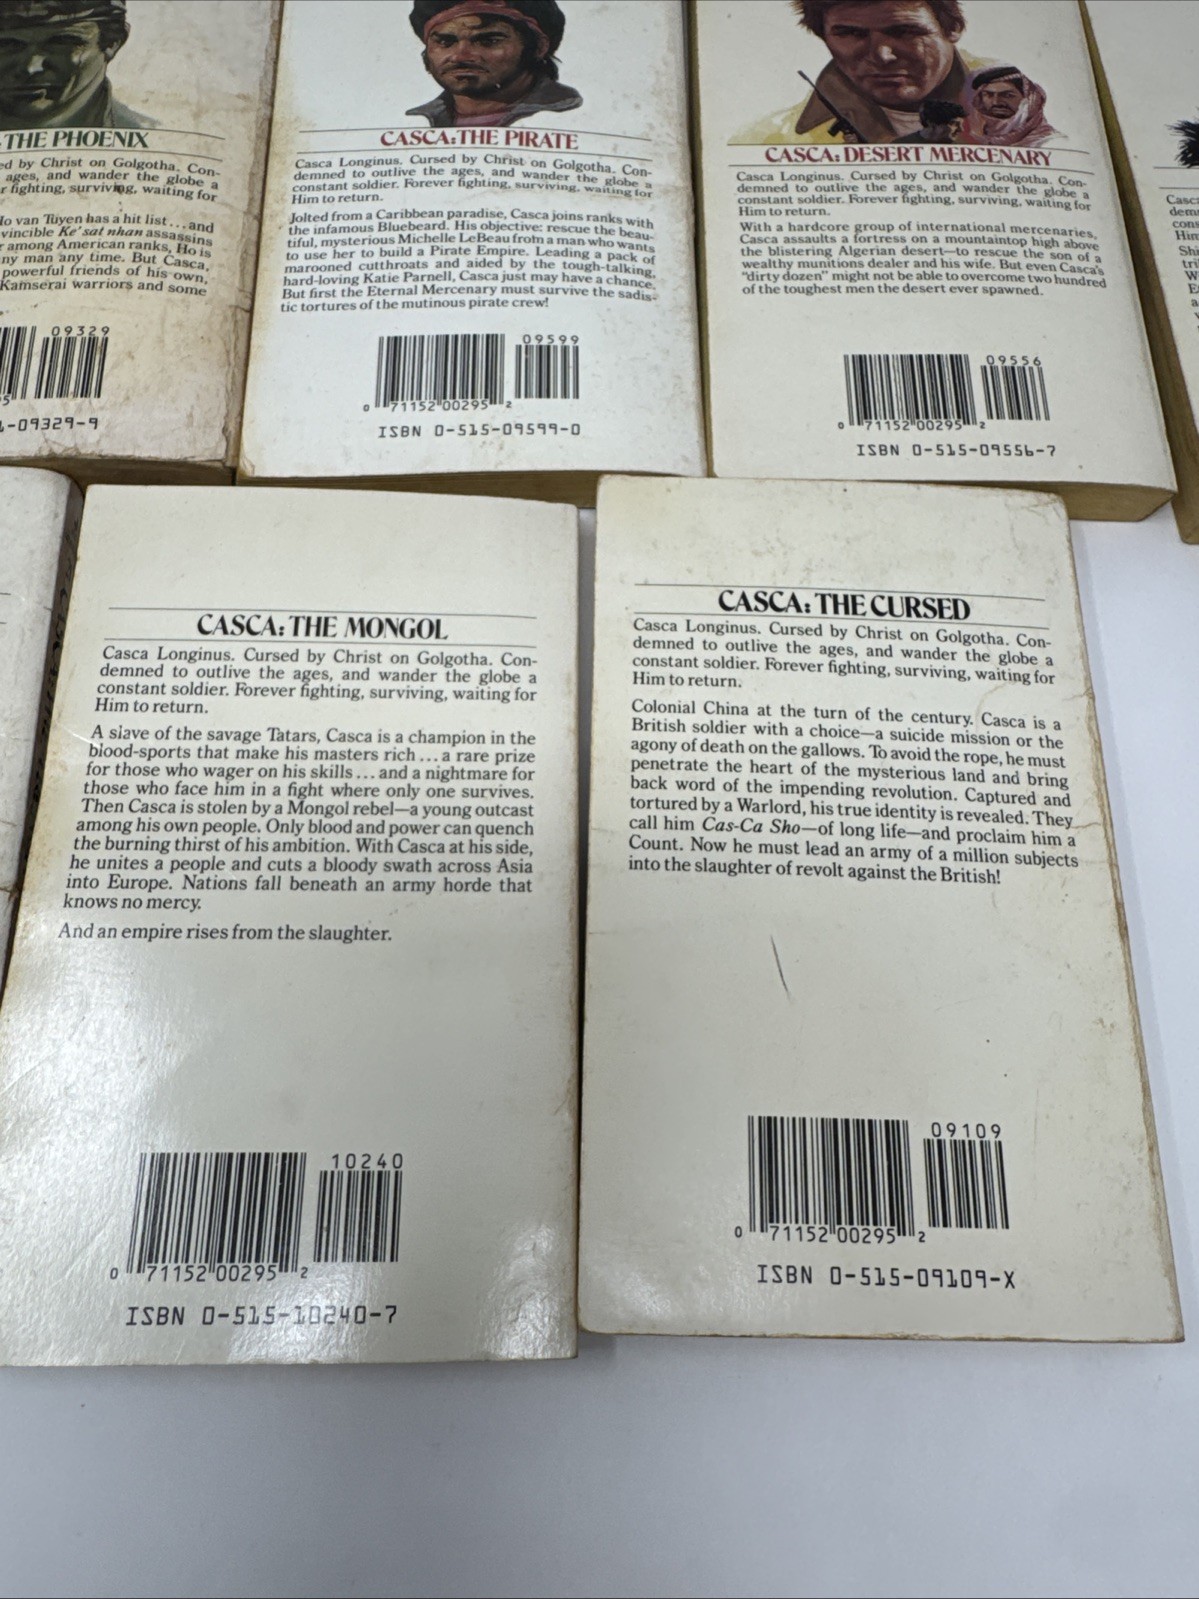 THE PHOENIX
ed by Christ on Golgotha. Con-
ages, and wander the globe a
r fighting, surviving, waiting for
Ho van Tuyen has a hit list...and
vincible Ke'sat nhan assassins
r among American ranks, Ho is
ny man any time. But Casca,
powerful friends of his own,
Kamserai warriors and some
09329
-09329-9
CASCA: THE PIRATE
Casca Longinus. Cursed by Christ on Golgotha. Con-
demned to outlive the ages, and wander the globe a
constant soldier. Forever fighting, surviving, waiting for
Him to return.
Jolted from a Caribbean paradise, Casca joins ranks with
the infamous Bluebeard. His objective: rescue the beau-
tiful, mysterious Michelle LeBeau from a man who wants
to use her to build a Pirate Empire. Leading a pack of
marooned cutthroats and aided by the tough-talking,
hard-loving Katie Parnell, Casca just may have a chance.
But first the Eternal Mercenary must survive the sadis-
tic tortures of the mutinous pirate crew!
09599
0 71152 00295 2
ISBN 0-515-09599-0
CASCA: DESERT MERCENARY
Casca Longinus. Cursed by Christ on Golgotha. Con-
demned to outlive the ages, and wander the globe a
constant soldier. Forever fighting, surviving, waiting for
Him to return.
With a hardcore group of international mercenaries,
Casca assaults a fortress on a mountaintop high above
the blistering Algerian desert—to rescue the son of a
wealthy munitions dealer and his wife. But even Casca's
"dirty dozen" might not be able to overcome two hundred
of the toughest men the desert ever spawned.
09556
0 71152 00295 2
ISBN 0-515-09556-7
Casca
dem
cons
Him
CASCA: THE MONGOL
Casca Longinus. Cursed by Christ on Golgotha. Con-
demned to outlive the ages, and wander the globe a
constant soldier. Forever fighting, surviving, waiting for
Him to return.
A slave of the savage Tatars, Casca is a champion in the
blood-sports that make his masters rich...a rare prize
for those who wager on his skills...and a nightmare for
those who face him in a fight where only one survives.
Then Casca is stolen by a Mongol rebel—a young outcast
among his own people. Only blood and power can quench
the burning thirst of his ambition. With Casca at his side,
he unites a people and cuts a bloody swath across Asia
into Europe. Nations fall beneath an army horde that
knows no mercy.
And an empire rises from the slaughter.
10240
0 71152 00295 2
ISBN 0-515-10240-7
CASCA: THE CURSED
Casca Longinus. Cursed by Christ on Golgotha. Con-
demned to outlive the ages, and wander the globe a
constant soldier. Forever fighting, surviving, waiting for
Him to return.
Colonial China at the turn of the century. Casca is a
British soldier with a choice—a suicide mission or the
agony of death on the gallows. To avoid the rope, he must
penetrate the heart of the mysterious land and bring
back word of the impending revolution. Captured and
tortured by a Warlord, his true identity is revealed. They
call him Cas-Ca Sho—of long life—and proclaim him a
Count. Now he must lead an army of a million subjects
into the slaughter of revolt against the British!
09109
0 71152 00295 2
ISBN 0-515-09109-X